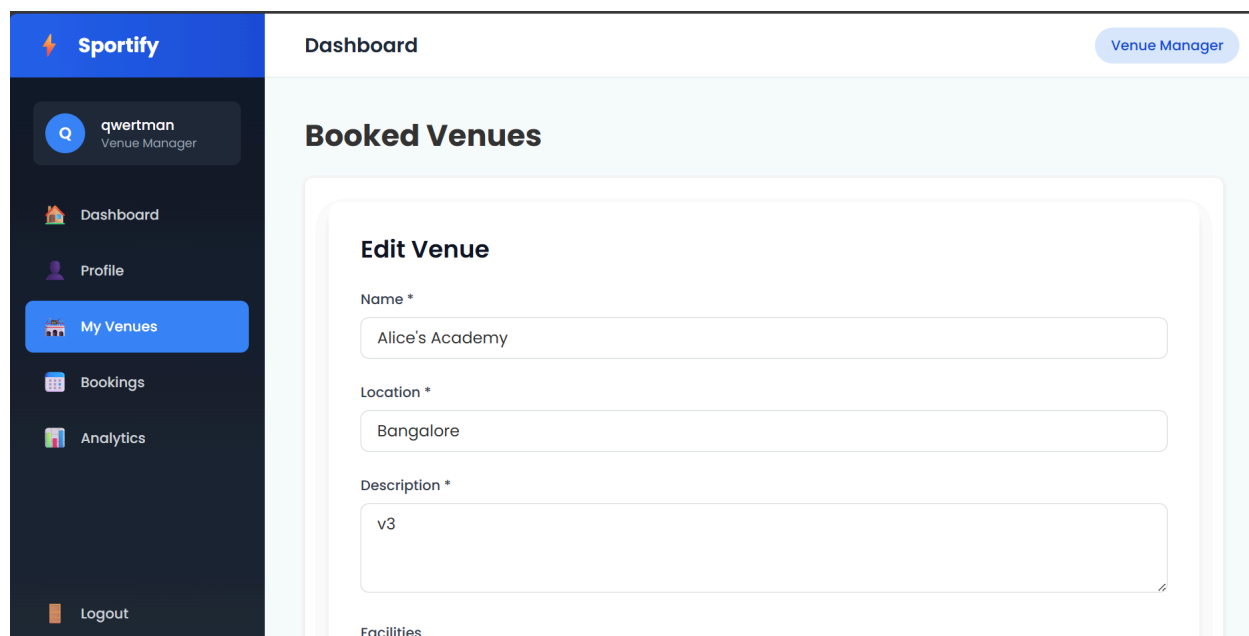 Sportify
Dashboard
Venue Manager
Q
qwertman
Venue Manager
Dashboard
Profile
My Venues
Bookings
Analytics
Logout
Booked Venues
Edit Venue
Name *
Alice's Academy
Location *
Bangalore
Description *
v3
Facilities